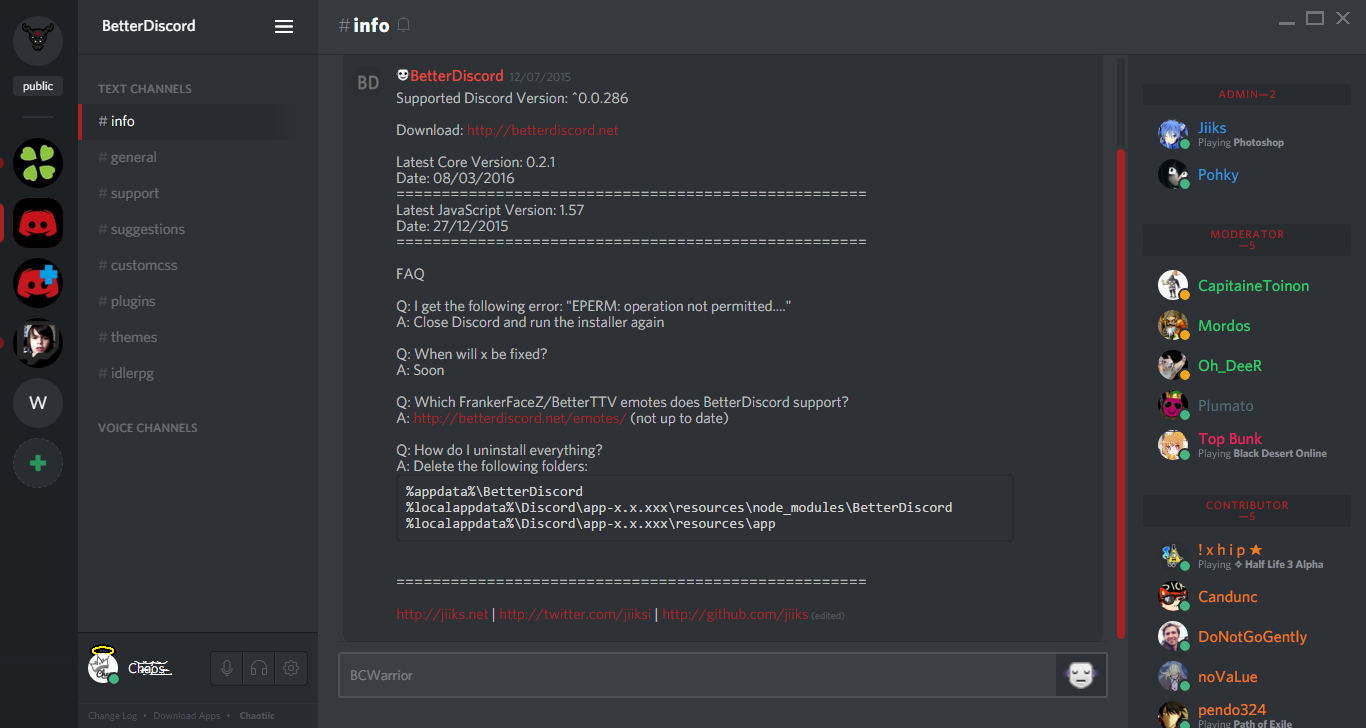 BetterDiscord
#info
public
TEXT CHANNELS
# info
# general
# support
# suggestions
# customcss
# plugins
# themes
# idlerpg
VOICE CHANNELS
W
Chaos
Change Log • Download Apps • Chaotiic
BD
BetterDiscord 12/07/2015
Supported Discord Version: ^0.0.286
Download: http://betterdiscord.net
Latest Core Version: 0.2.1
Date: 08/03/2016
====================================================
Latest JavaScript Version: 1.57
Date: 27/12/2015
====================================================
FAQ
Q: I get the following error: "EPERM: operation not permitted...."
A: Close Discord and run the installer again
Q: When will x be fixed?
A: Soon
Q: Which FrankerFaceZ/BetterTTV emotes does BetterDiscord support?
A: http://betterdiscord.net/emotes/ (not up to date)
Q: How do I uninstall everything?
A: Delete the following folders:
%appdata%\BetterDiscord
%localappdata%\Discord\app-x.x.xxx\resources\node_modules\BetterDiscord
%localappdata%\Discord\app-x.x.xxx\resources\app
====================================================
http://jiiks.net | http://twitter.com/jiiksi | http://github.com/jiiks (edited)
BCWarrior
ADMIN—2
Jiiks
Playing Photoshop
Pohky
MODERATOR
—5
CapitaineToinon
Mordos
Oh_DeeR
Plumato
Top Bunk
Playing Black Desert Online
CONTRIBUTOR
—5
! x h i p ★
Playing ✧ Half Life 3 Alpha
Candunc
DoNotGoGently
noVaLue
pendo324
Playing Path of Exile